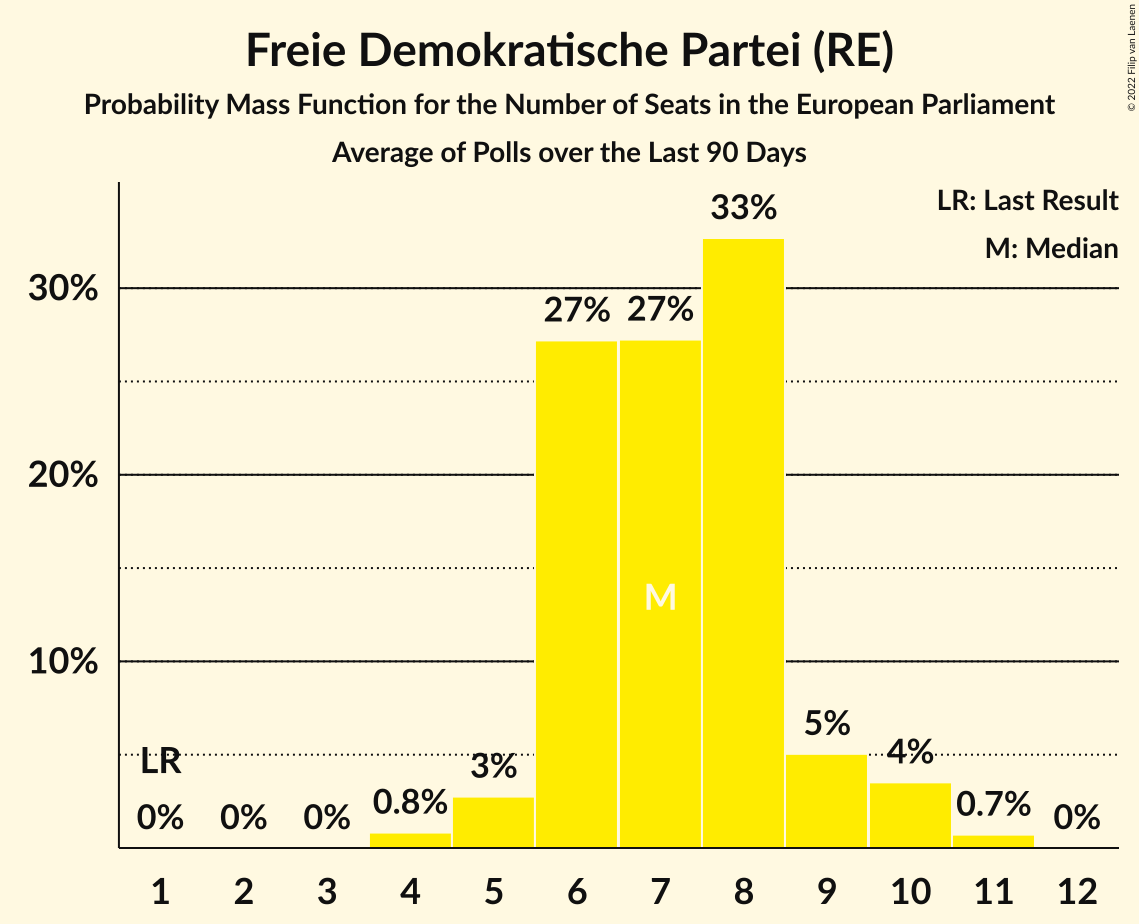 Freie Demokratische Partei (RE)
Probability Mass Function for the Number of Seats in the European Parliament
Average of Polls over the Last 90 Days
© 2022 Filip van Laenen
LR: Last Result
M: Median
33%
30%
27% 27%
20%
M
10%
5%
LR
4%
3%
0.8%
0.7%
0% 0% 0% 0%
1 2 3 4 5 6 7 8 9 10 11 12